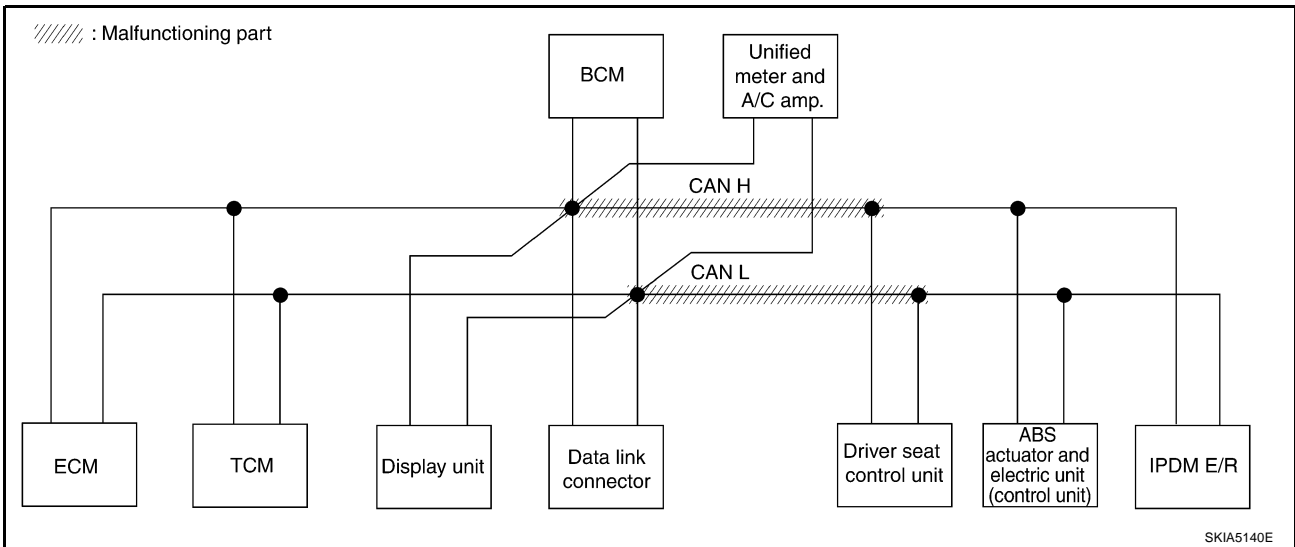 : Malfunctioning part
BCM
Unified
meter and
A/C amp.
CAN H
CAN L
ECM
TCM
Display unit
Data link
connector
Driver seat
control unit
ABS
actuator and
electric unit
(control unit)
IPDM E/R
SKIA5140E